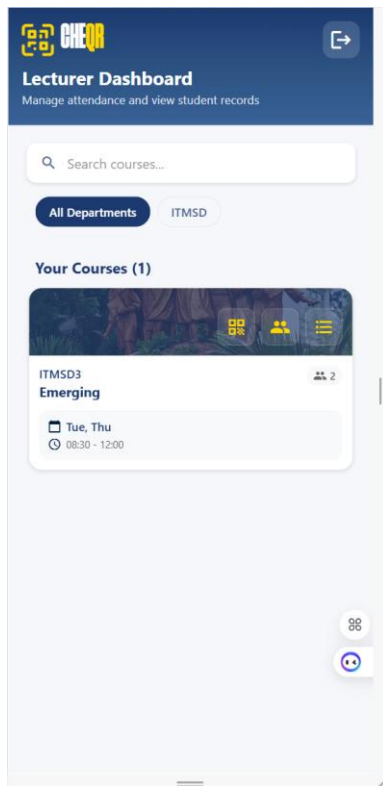 CHEQR
Lecturer Dashboard
Manage attendance and view student records
Search courses...
All Departments
ITMSD
Your Courses (1)
ITMSD3
2
Emerging
Tue, Thu
08:30 - 12:00